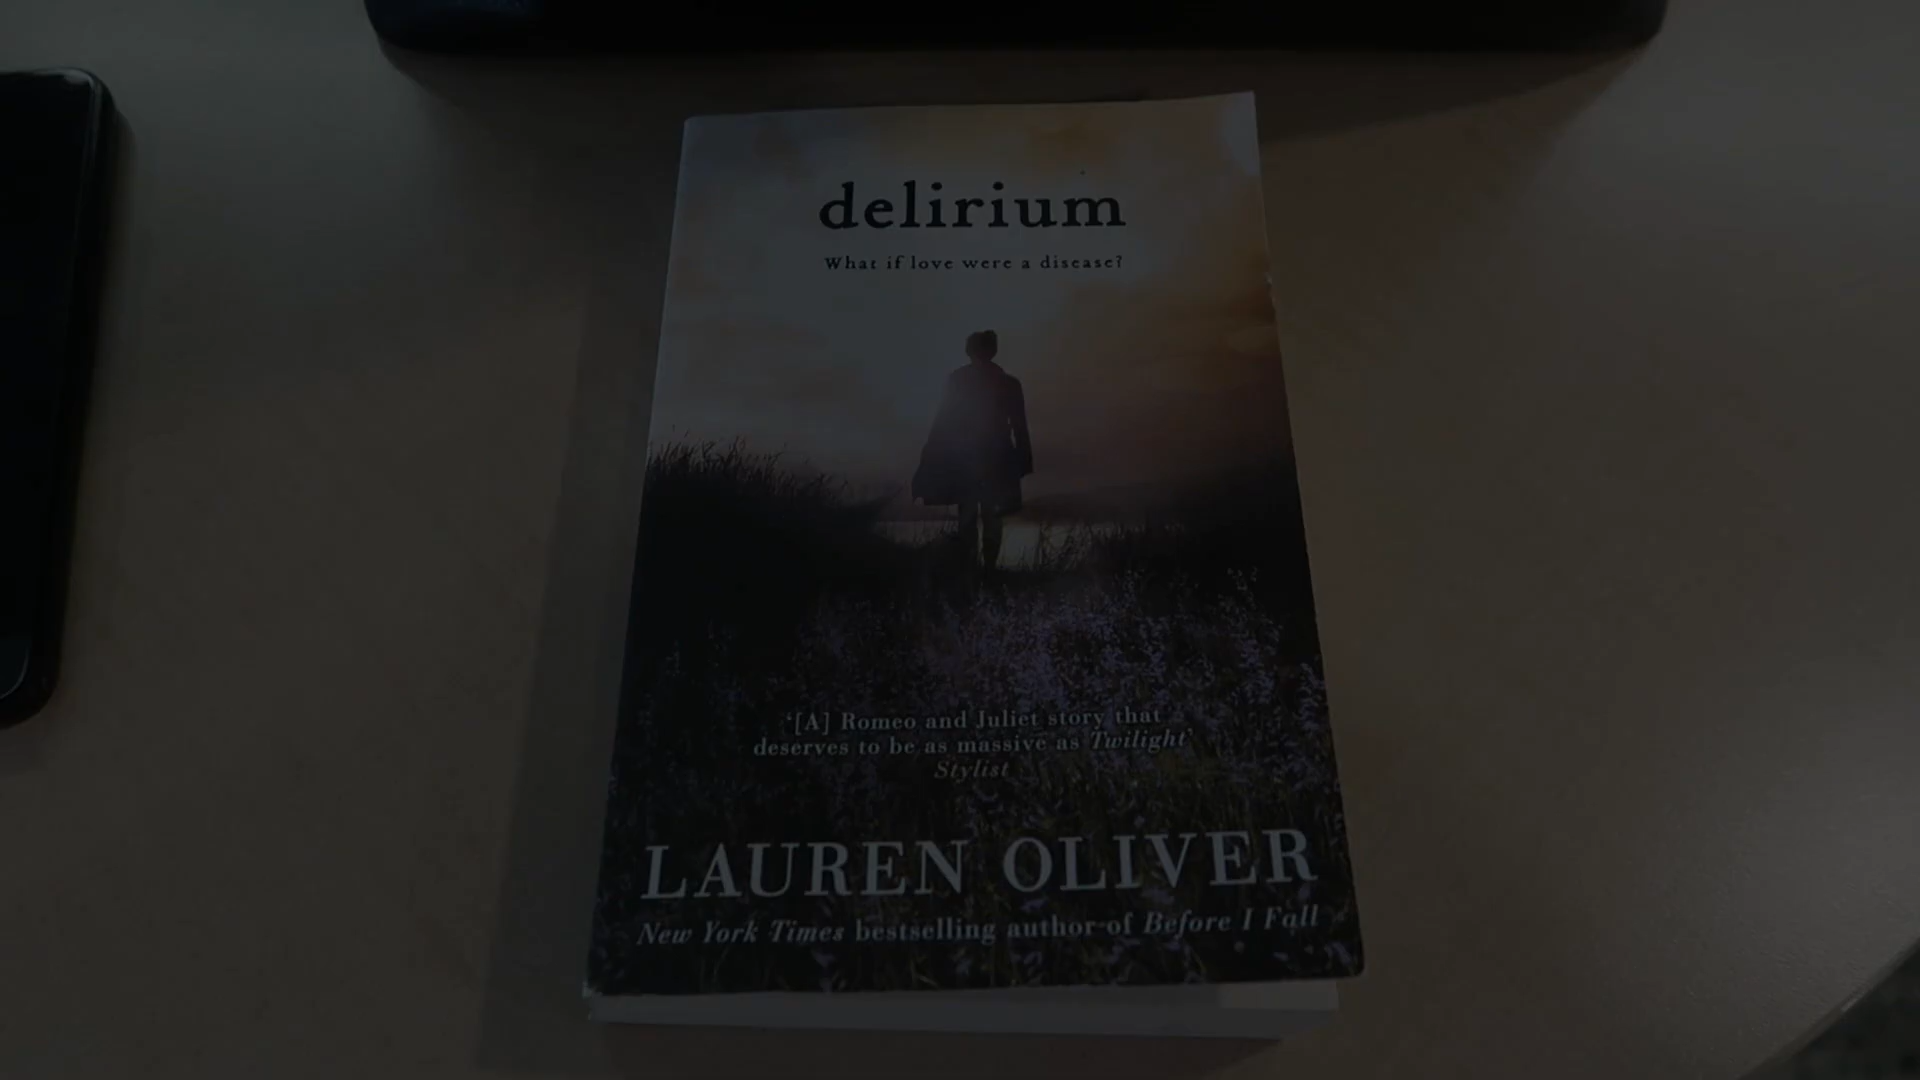 delirium
What if love were a disease?
‘[A] Romeo and Juliet story that
deserves to be as massive as Twilight’
Stylist
LAUREN OLIVER
New York Times bestselling author of Before I Fall